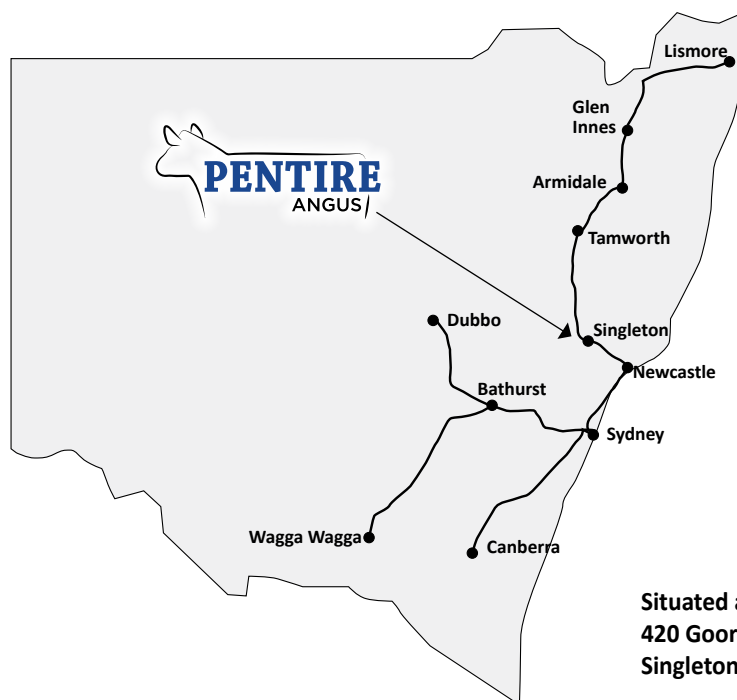 Lismore
Glen
Innes
PENTIRE
ANGUS
Armidale
Tamworth
Dubbo
Singleton
Newcastle
Bathurst
Sydney
Wagga Wagga
Canberra
Situated
420
Singleton